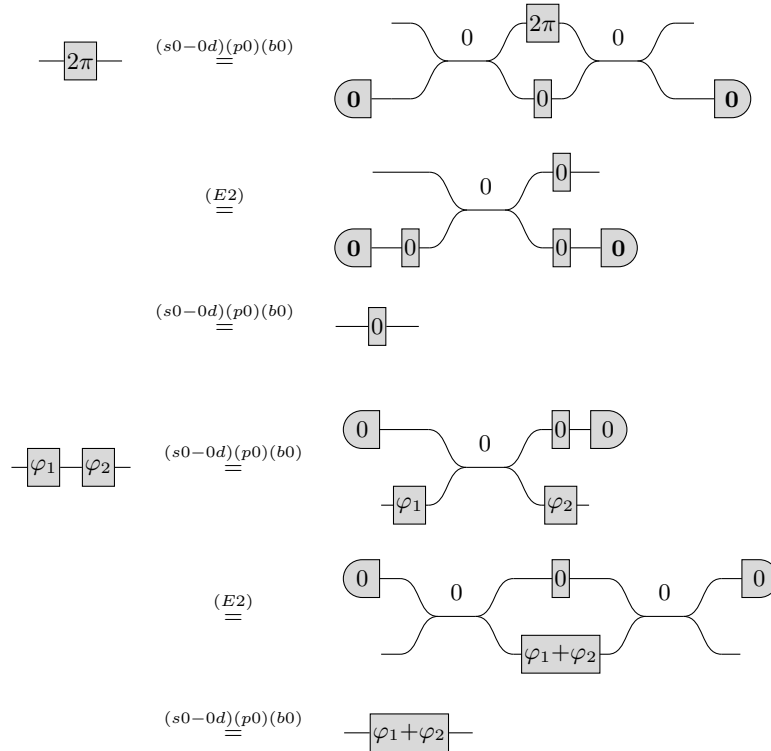 2π (s0−0d)(p0)(b0) = 0 0 2π 0 0 0
(E2) = 0 0 0 0 0 0
(s0−0d)(p0)(b0) = 0
φ₁ φ₂ (s0−0d)(p0)(b0) = 0 φ₁ 0 0 0 φ₂
(E2) = 0 0 0 φ₁+φ₂ 0 0
(s0−0d)(p0)(b0) = φ₁+φ₂